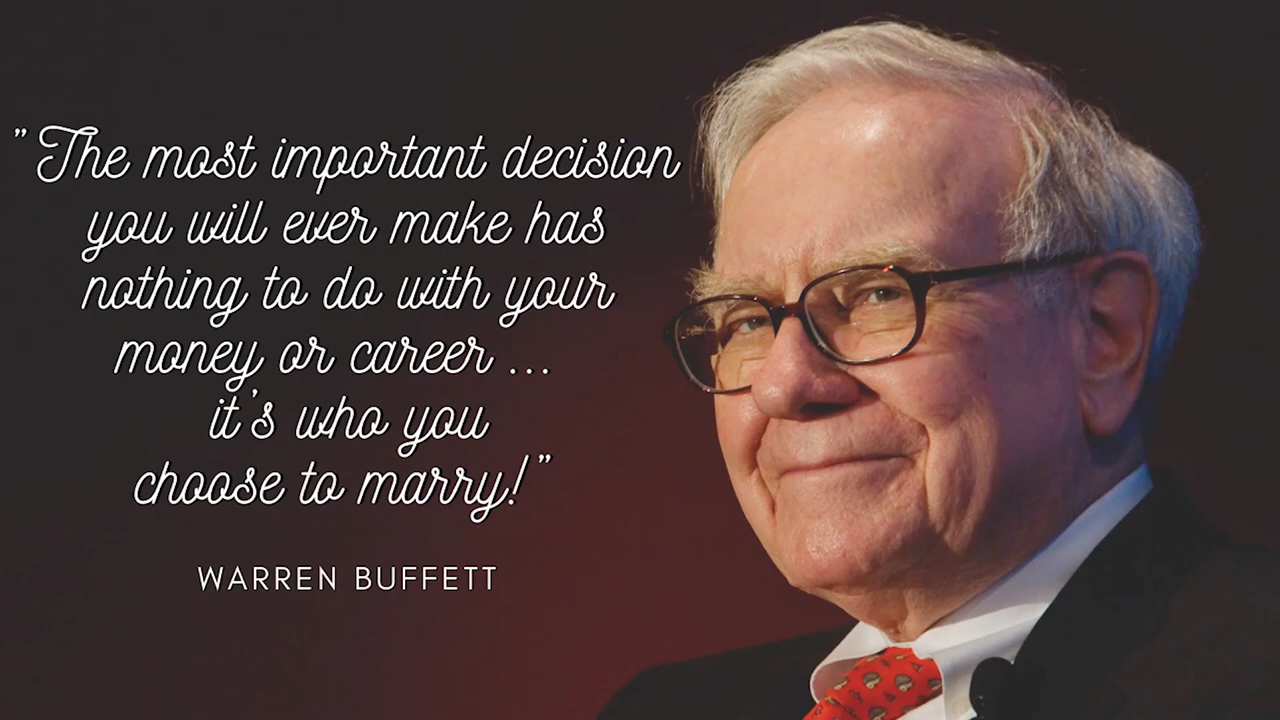 "The most important decision
you will ever make has
nothing to do with your
money or career ...
it's who you
choose to marry!"
WARREN BUFFETT